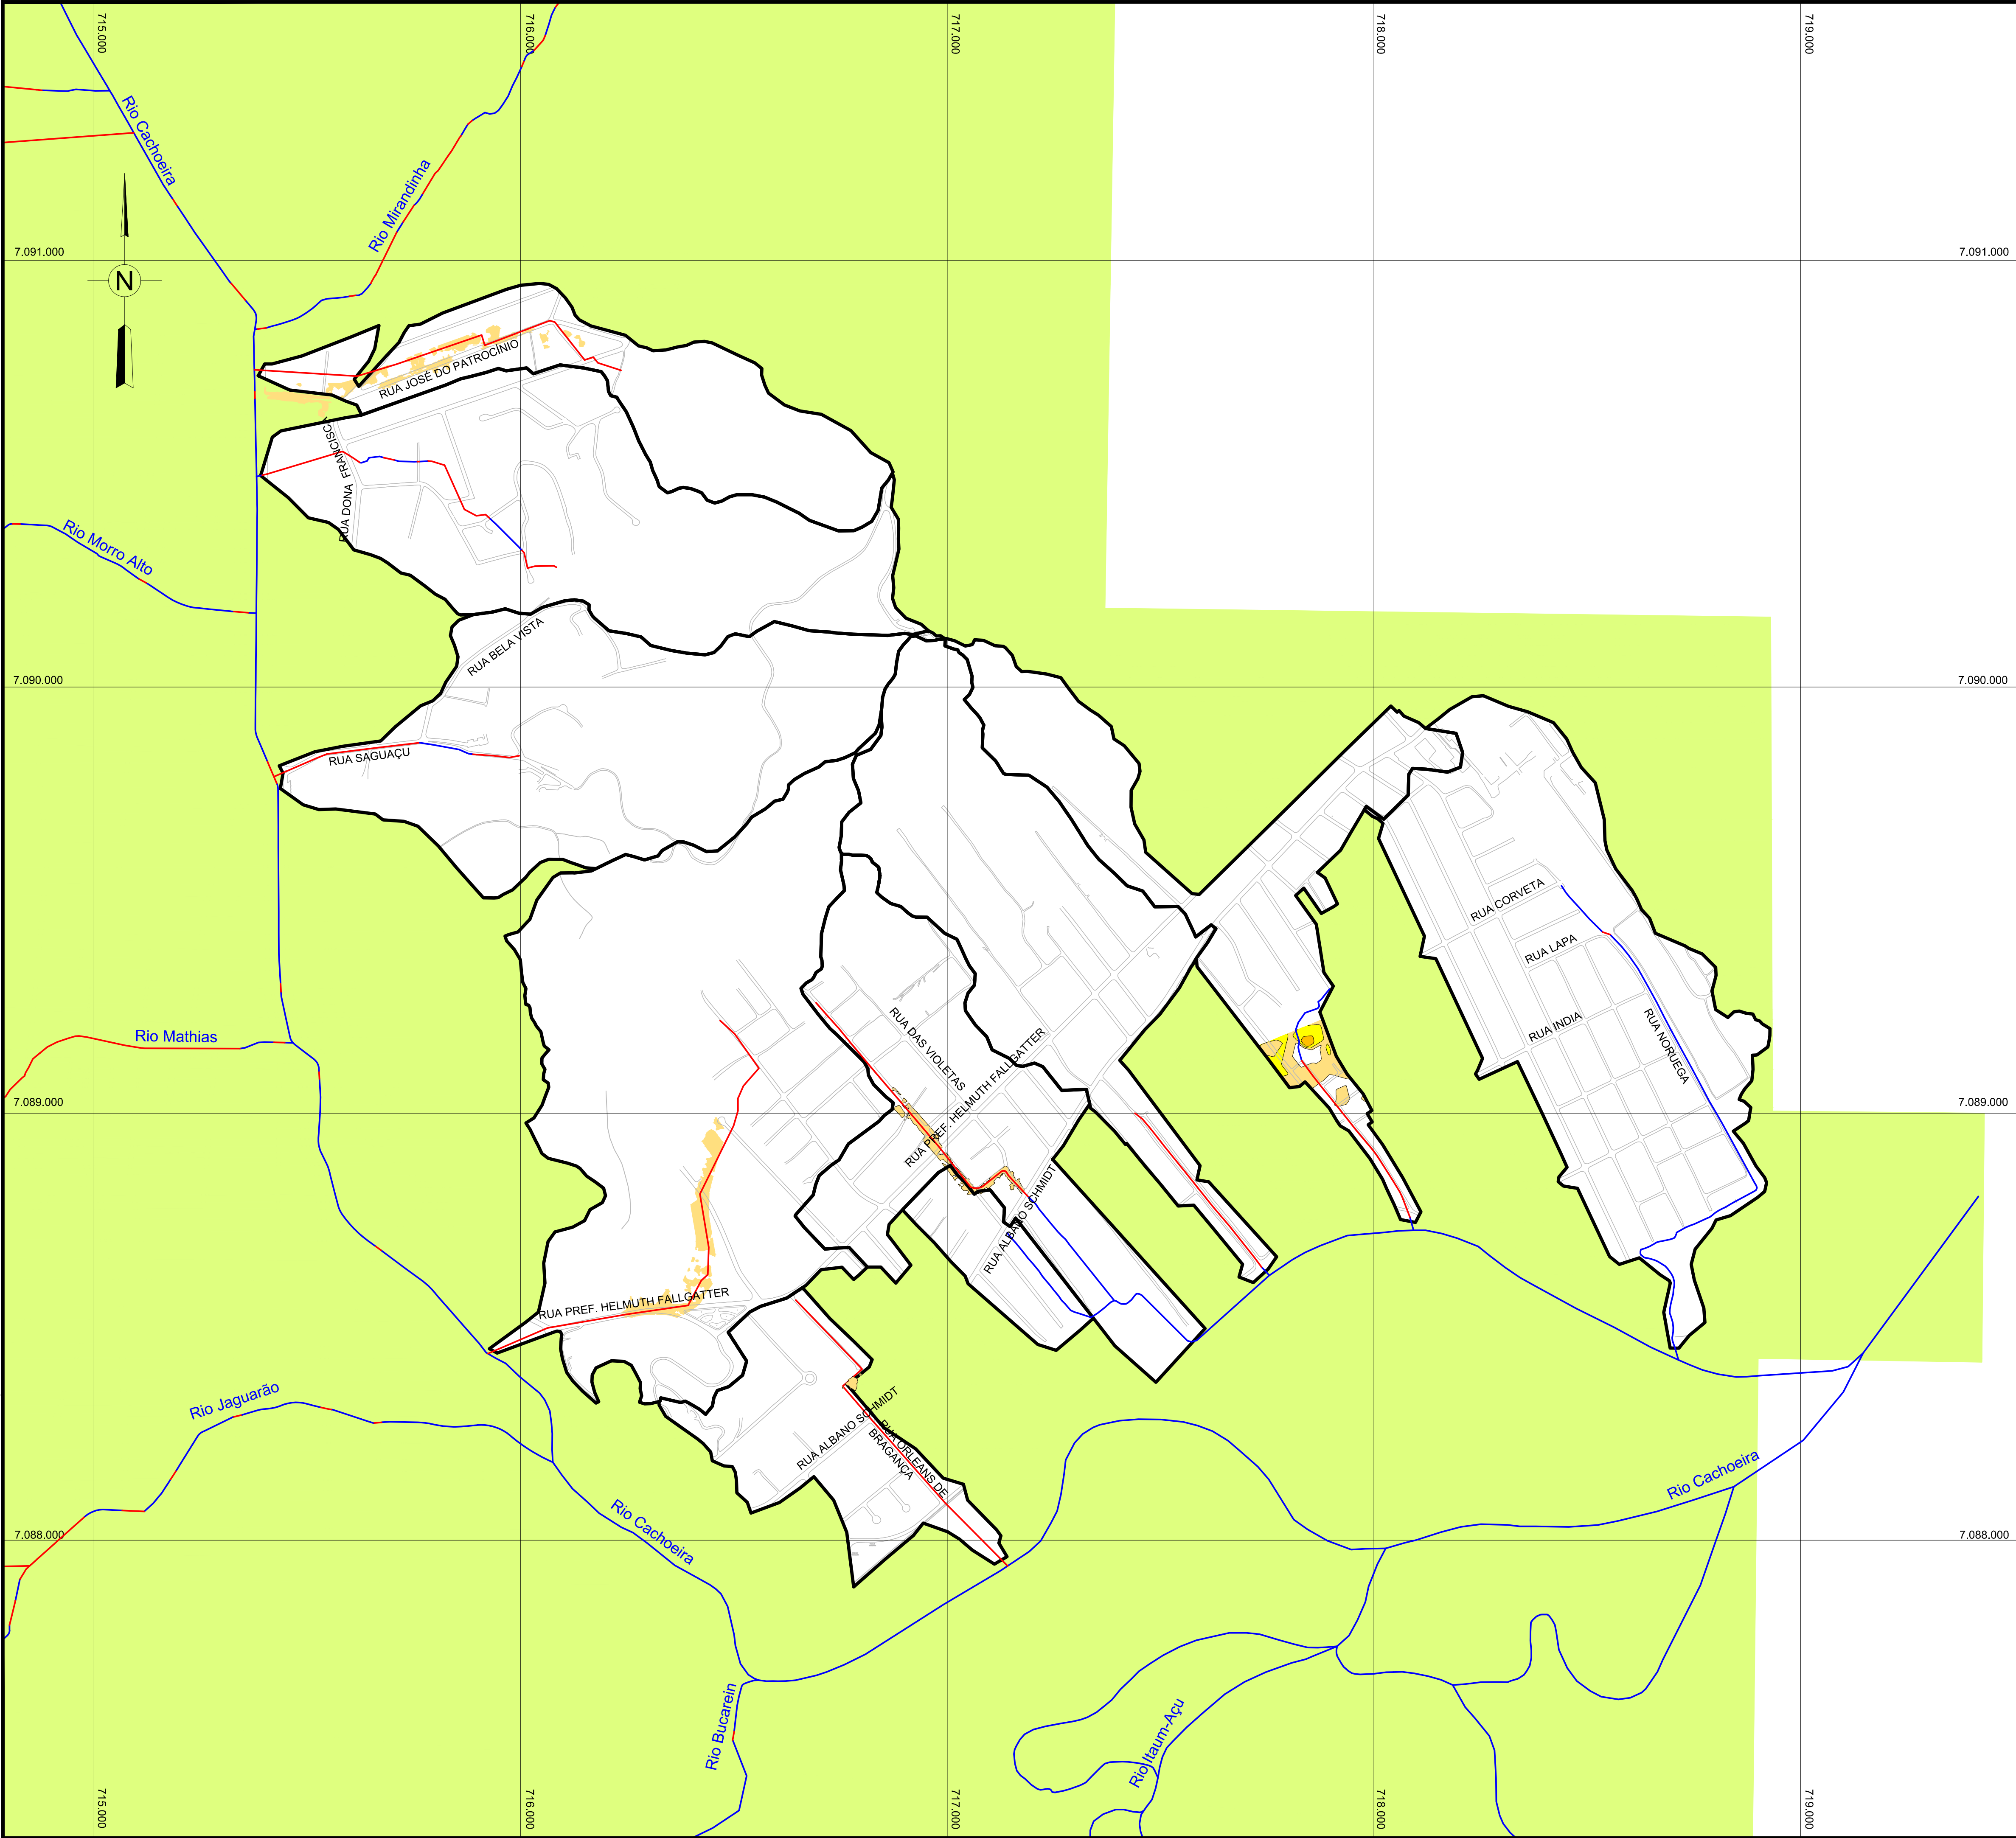 715.000
716.000
717.000
718.000
719.000
Rio Cachoeira
Rio Mirandinha
7.091.000
7.091.000
N
RUA JOSÉ DO PATROCÍNIO
RUA DONA FRANCISC
Rio Morro Alto
RUA BELA VISTA
7.090.000
7.090.000
RUA SAGUAÇU
RUA CORVETA
RUA LAPA
RUA INDIA
RUA NORUEGA
Rio Mathias
RUA DAS VIOLETAS
RUA PREF. HELMUTH FALLGATTER
7.089.000
7.089.000
RUA ALBANO SCHMIDT
RUA PREF. HELMUTH FALLGATTER
Rio Jaguarão
RUA ALBANO SCHMIDT
RUA ORLEANS DE
BRAGANÇA
Rio Cachoeira
Rio Cachoeira
7.088.000
7.088.000
Rio Bucarein
Rio Itaum-Açu
715.000
716.000
717.000
718.000
719.000